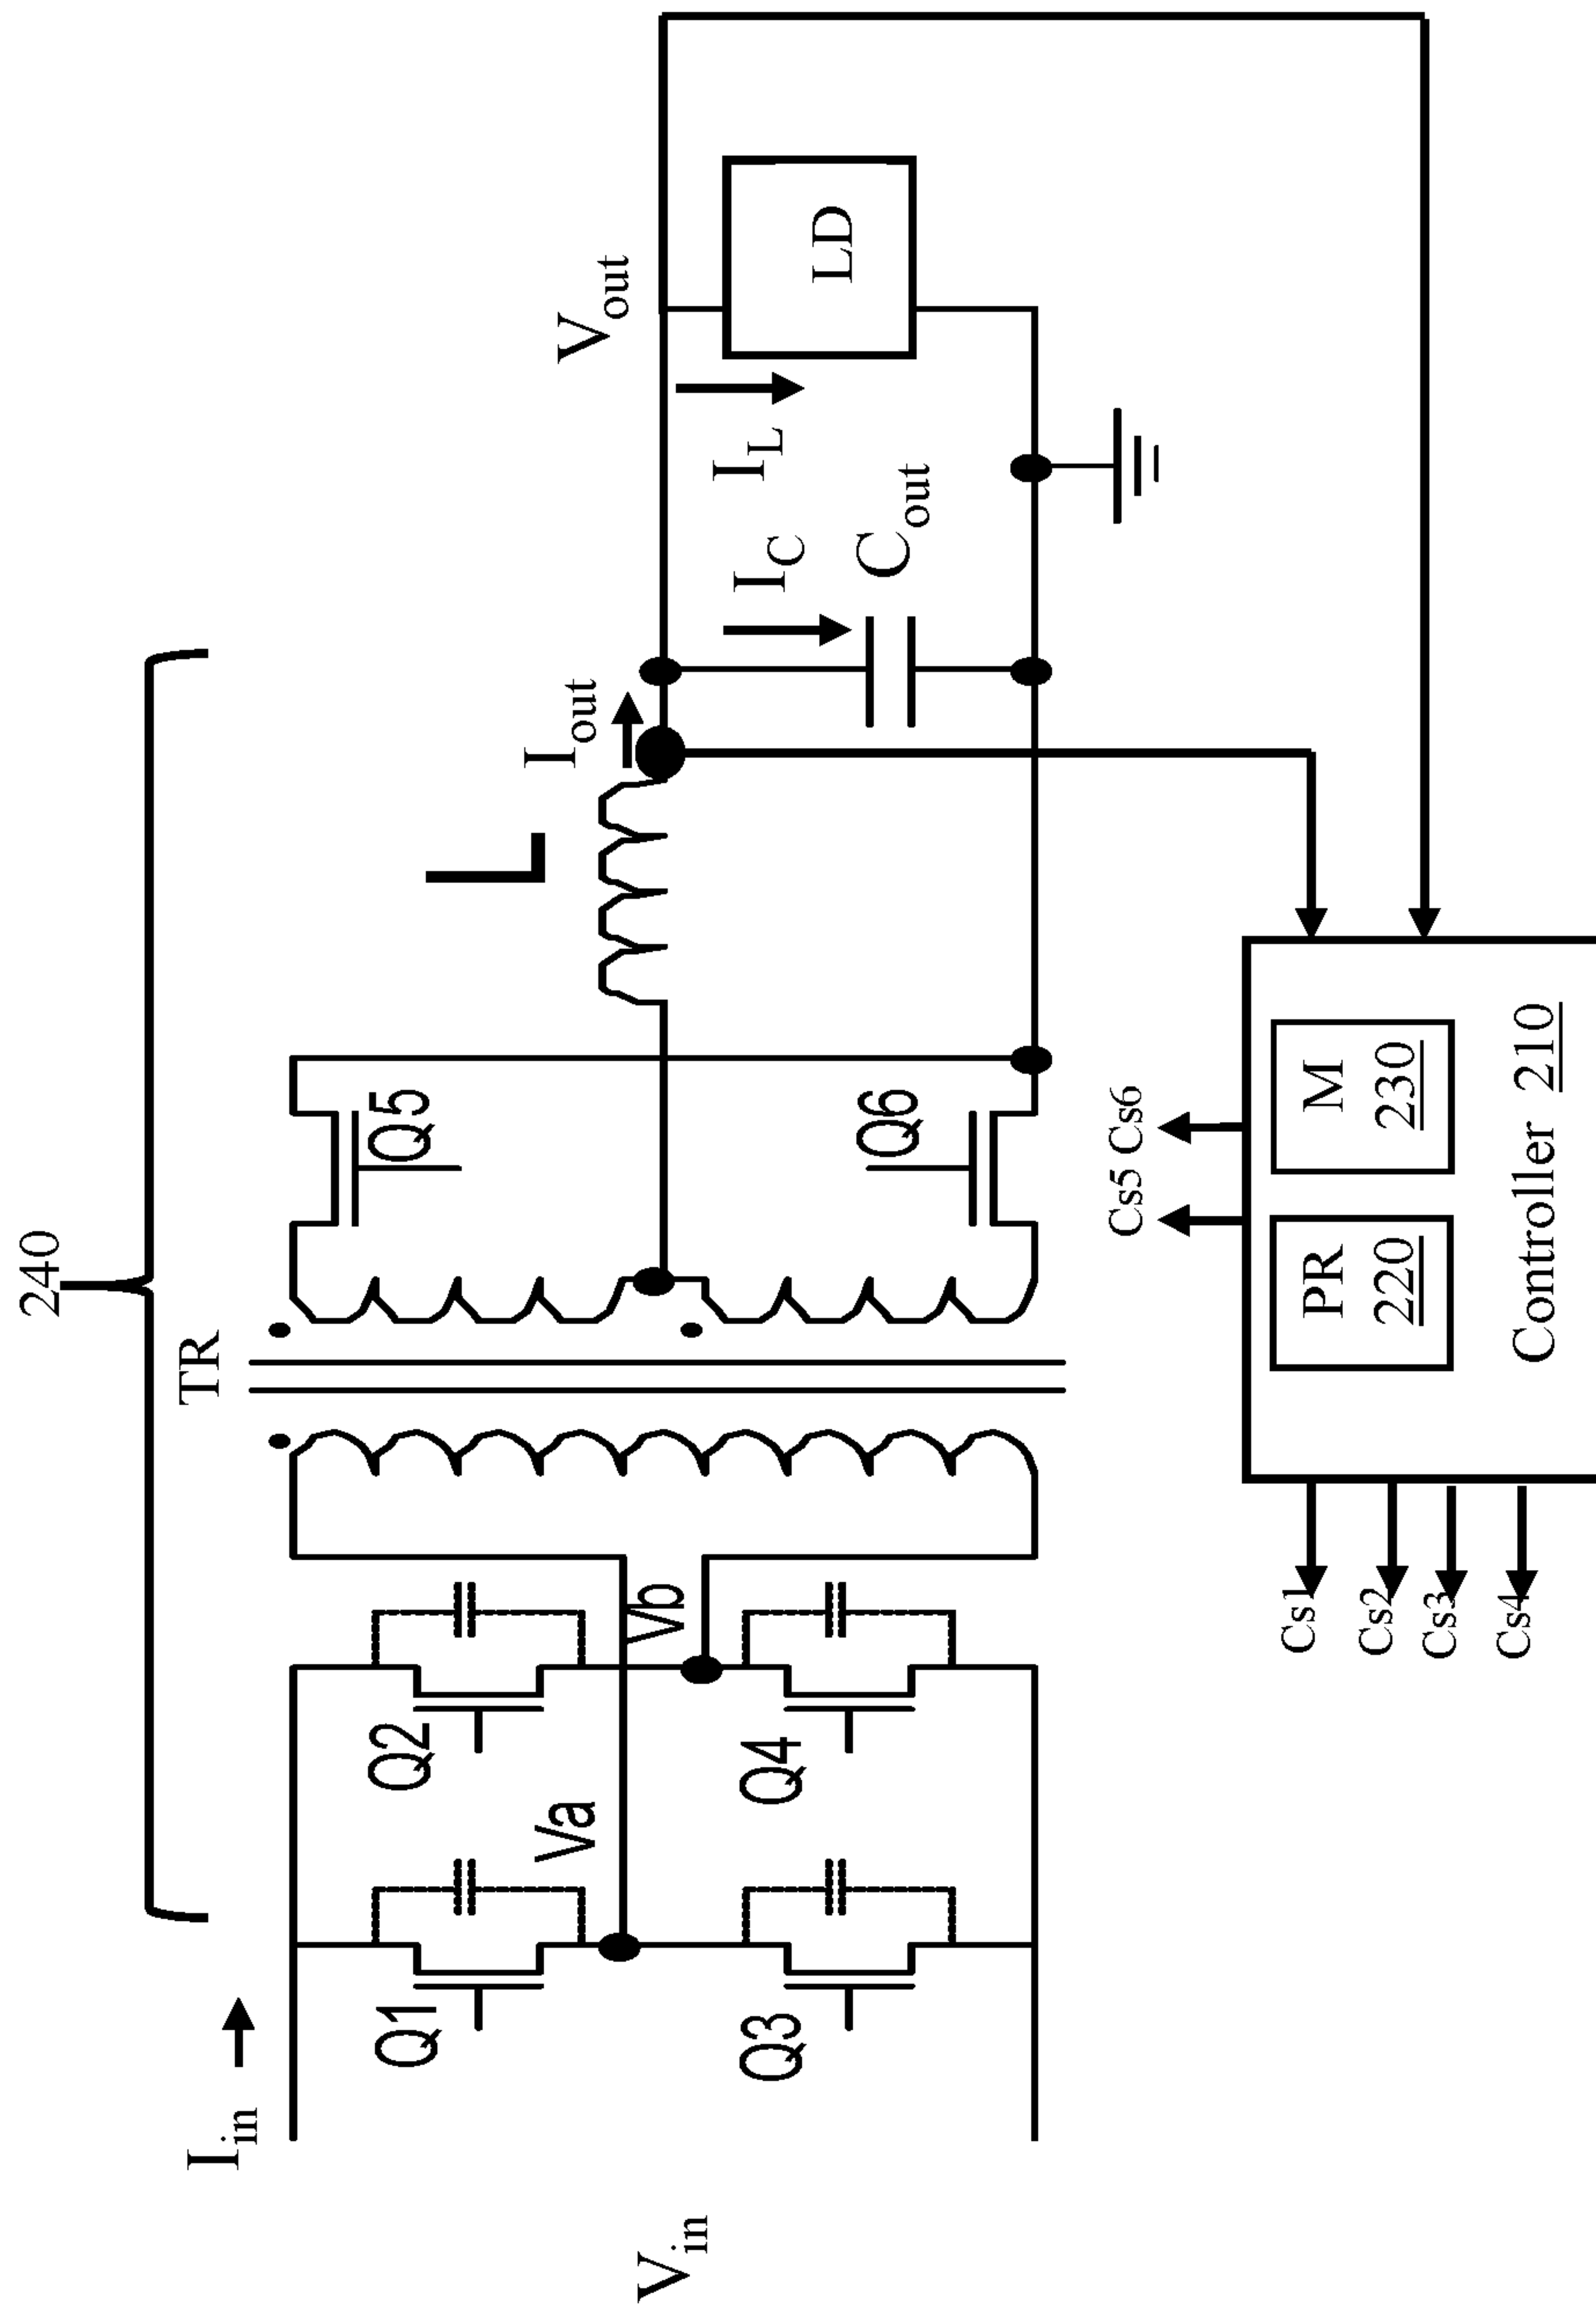 240
TR
I_in
V_in
Q1
Q2
Va
Vb
Q3
Q4
Q5
Q6
L
I_out
I_C
C_out
I_L
V_out
LD
Cs1
Cs2
Cs3
Cs4
Cs5 Cs6
PR
220
M
230
Controller 210